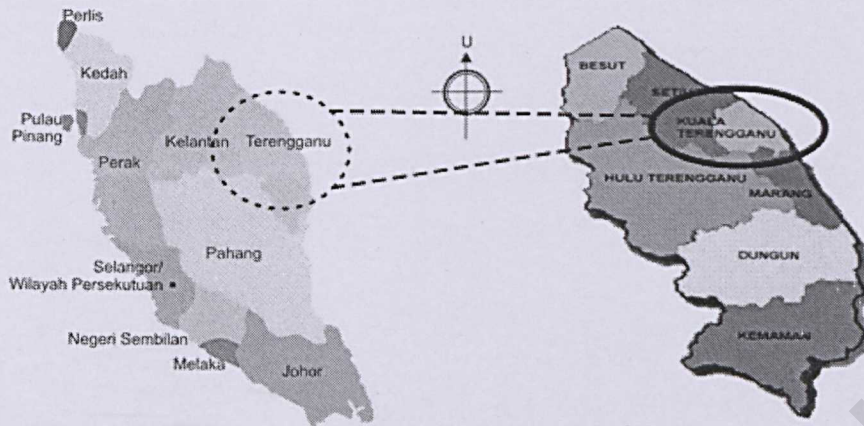 Perlis
Kedah
Pulau
Pinang
Perak
Kelantan
Terengganu
Pahang
Selangor/
Wilayah Persekutuan
Negeri Sembilan
Melaka
Johor
U
BESUT
KUALA
TERENGGANU
HULU TERENGGANU
MARANG
DUNGUN
KEMAMAN